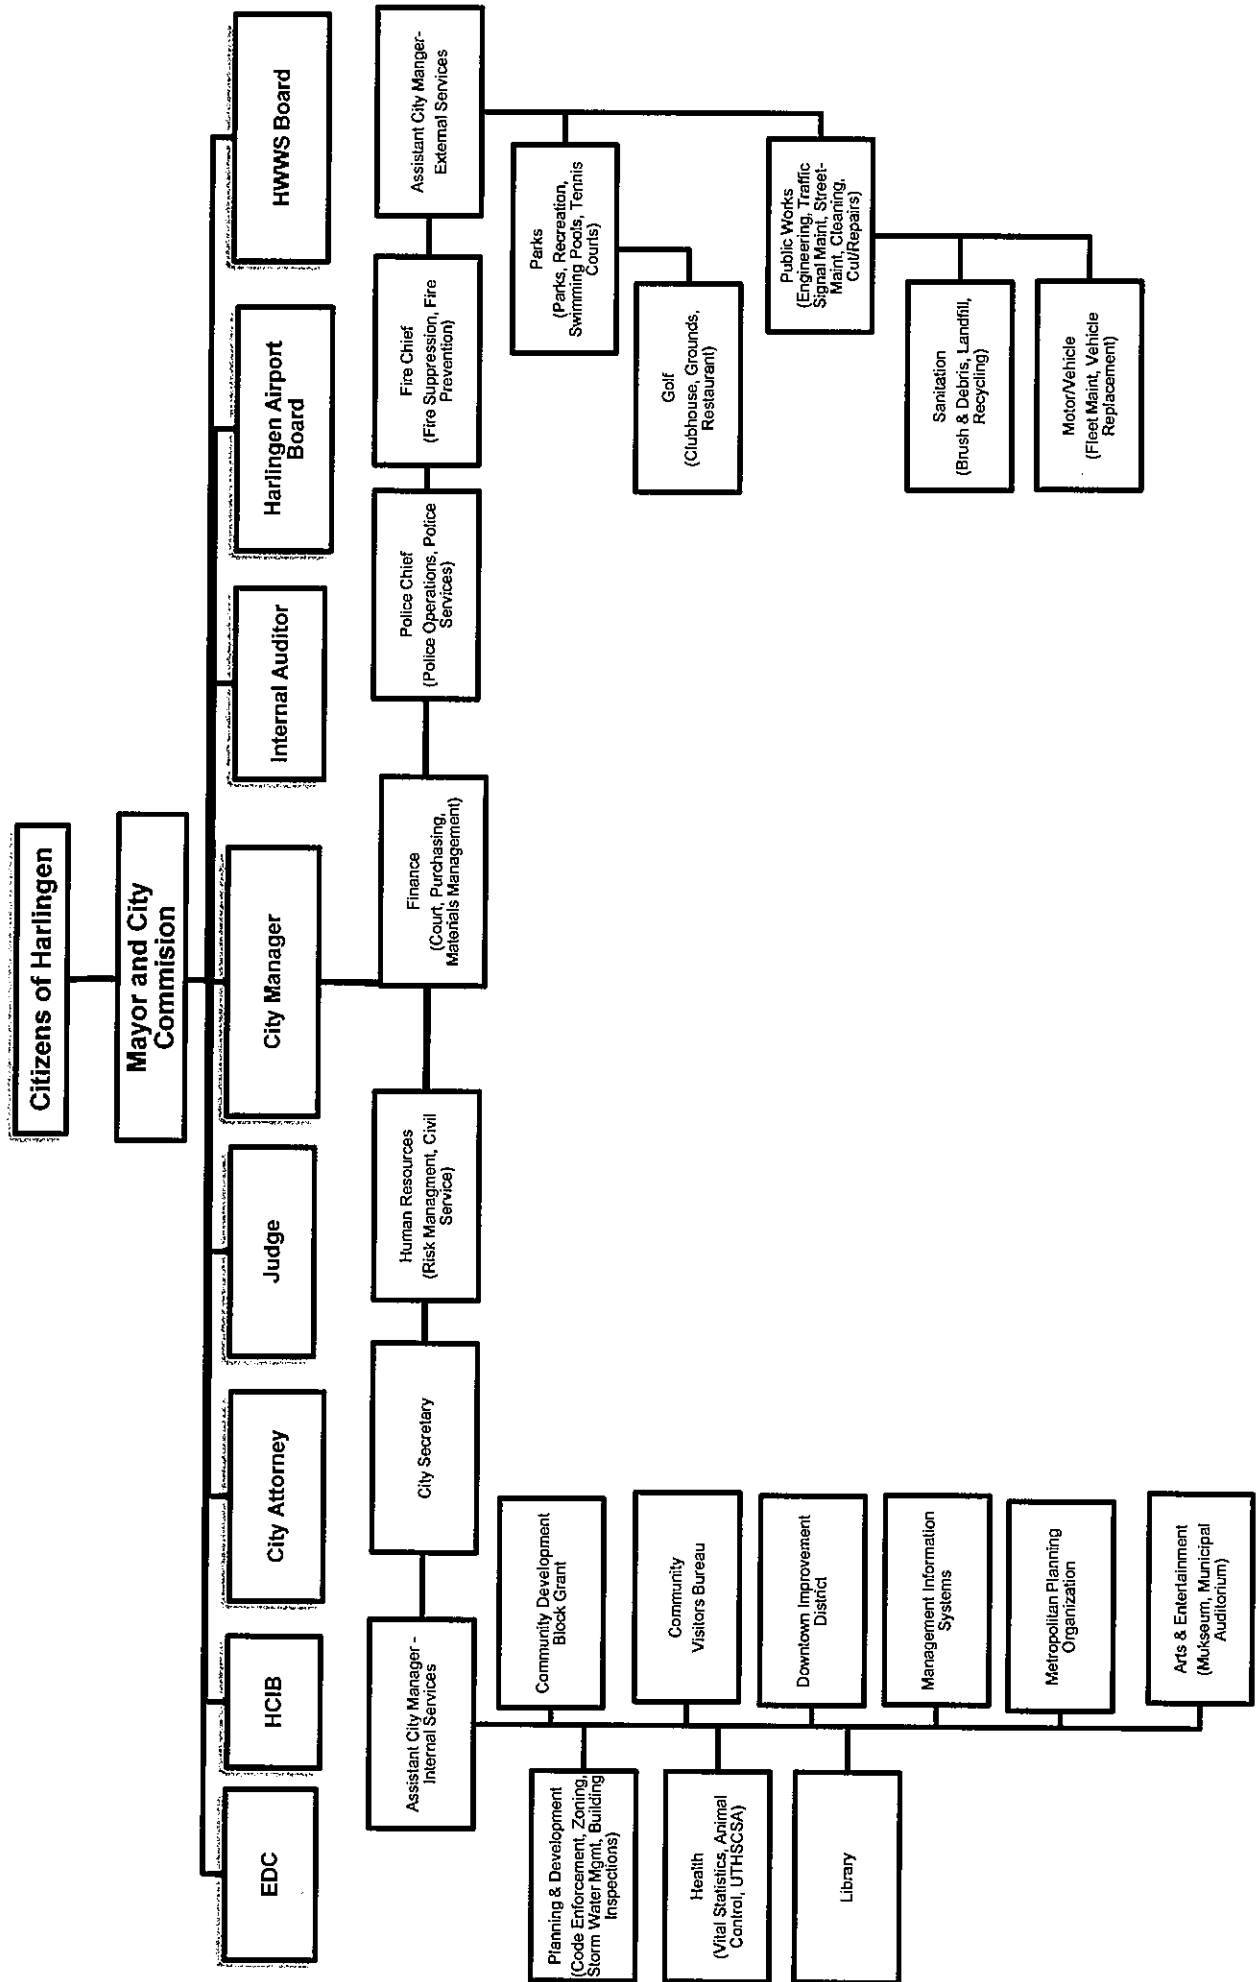 Citizens of Harlingen
Mayor and City
Commision
EDC
HCIB
City Attorney
Judge
City Manager
Internal Auditor
Harlingen Airport
Board
HWWS Board
Assistant City Manager -
Internal Services
City Secretary
Human Resources
(Risk Managment, Civil
Service)
Finance
(Court, Purchasing,
Materials Management)
Police Chief
(Police Operations, Police
Services)
Fire Chief
(Fire Suppression, Fire
Prevention)
Assistant City Manger-
External Services
Planning & Development
(Code Enforcement, Zoning,
Storm Water Mgmt, Building
Inspections)
Community Development
Block Grant
Health
(Vital Statistics, Animal
Control, UTHSCSA)
Community
Visitors Bureau
Library
Downtown Improvement
District
Management Information
Systems
Metropolitan Planning
Organization
Arts & Entertainment
(Mukseum, Municipal
Auditorium)
Parks
(Parks, Recreation,
Swimming Pools, Tennis
Courts)
Golf
(Clubhouse, Grounds,
Restaurant)
Public Works
(Engineering, Traffic
Signal Maint, Street-
Maint, Cleaning,
Cut/Repairs)
Sanitation
(Brush & Debris, Landfill,
Recycling)
Motor/Vehicle
(Fleet Maint, Vehicle
Replacement)